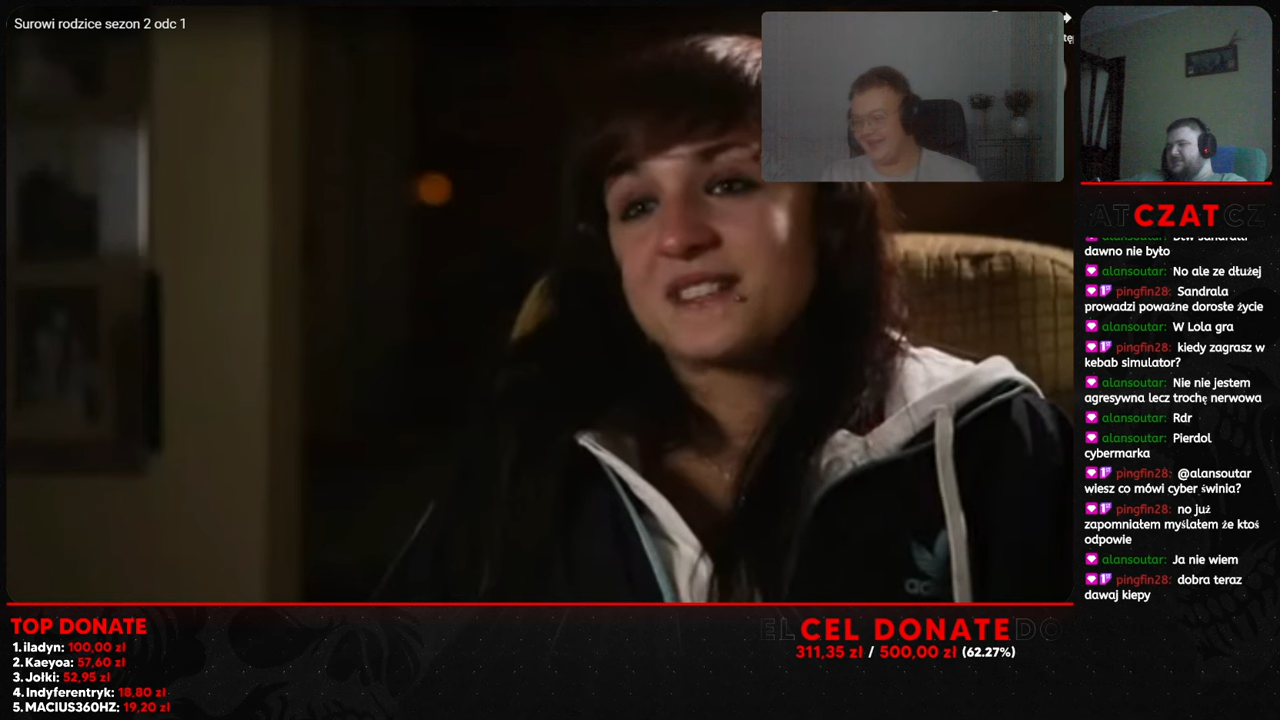 Surowi rodzice sezon 2 odc 1
CZAT
dawno nie było
alansoutar: No ale ze dłużej
pingfin28: Sandrala
prowadzi poważne dorosłe życie
alansoutar: W Lola gra
pingfin28: kiedy zagrasz w
kebab simulator?
alansoutar: Nie nie jestem
agresywna lecz trochę nerwowa
alansoutar: Rdr
alansoutar: Pierdol
cybermarka
pingfin28: @alansoutar
wiesz co mówi cyber świnia?
pingfin28: no już
zapomniałem myślałem że ktoś
odpowie
alansoutar: Ja nie wiem
pingfin28: dobra teraz
dawaj kiepy
TOP DONATE
1. iladyn: 100,00 zł
2. Kaeyoa: 57,60 zł
3. Jołki: 52,95 zł
4. Indyferentryk: 18,80 zł
5. MACIUS360HZ: 19,20 zł
CEL DONATE
311,35 zł / 500,00 zł (62.27%)